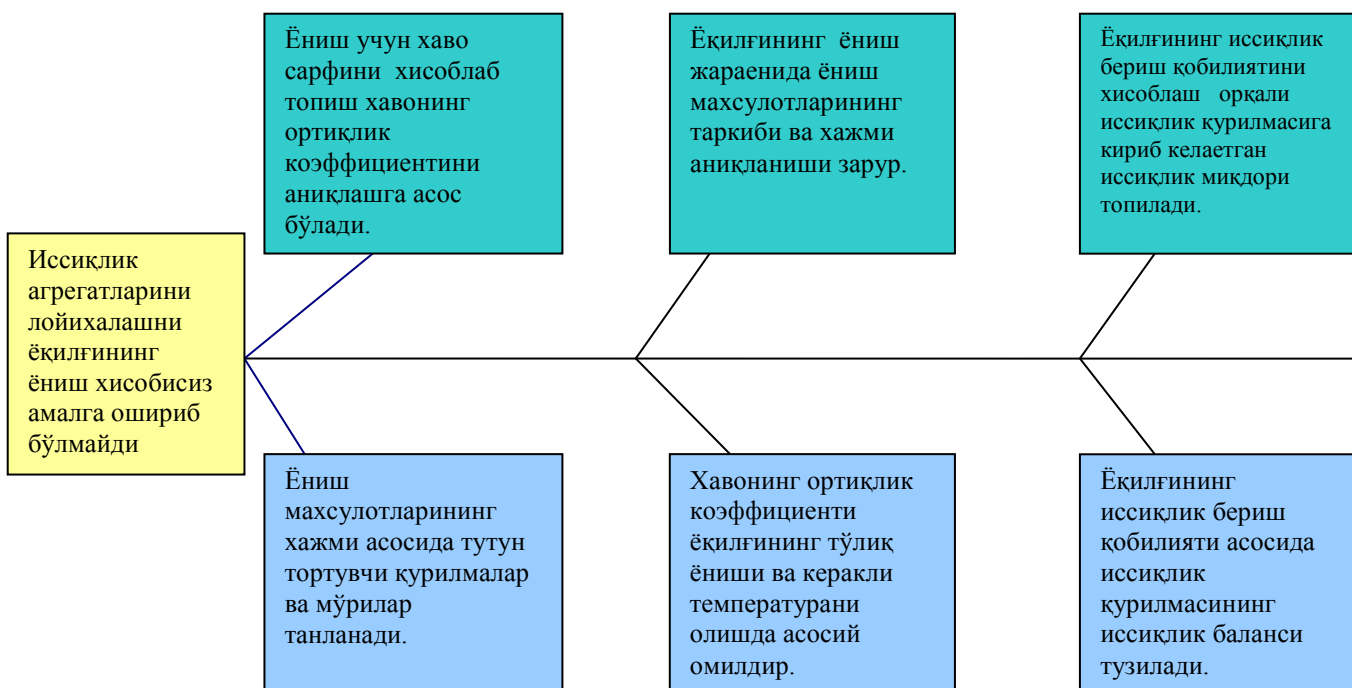 Ёниш учун хаво
сарфини хисоблаб
топиш хавонинг
ортиқлик
коэффициентини
аниқлашга асос
бўлади.
Ёқилғининг ёниш
жараенида ёниш
махсулотларининг
таркиби ва хажми
аниқланиши зарур.
Ёқилғининг иссиқлик
бериш қобилиятини
хисоблаш орқали
иссиқлик қурилмасига
кириб келаетган
иссиқлик миқдори
топилади.
Иссиқлик
агрегатларини
лойихалашни
ёқилғининг
ёниш хисобисиз
амалга ошириб
бўлмайди
Ёниш
махсулотларининг
хажми асосида тутун
тортувчи қурилмалар
ва мўрилар
танланади.
Хавонинг ортиқлик
коэффициенти
ёқилғининг тўлиқ
ёниши ва керакли
температурани
олишда асосий
омилдир.
Ёқилғининг
иссиқлик бериш
қобилияти асосида
иссиқлик
қурилмасининг
иссиқлик баланси
тузилади.